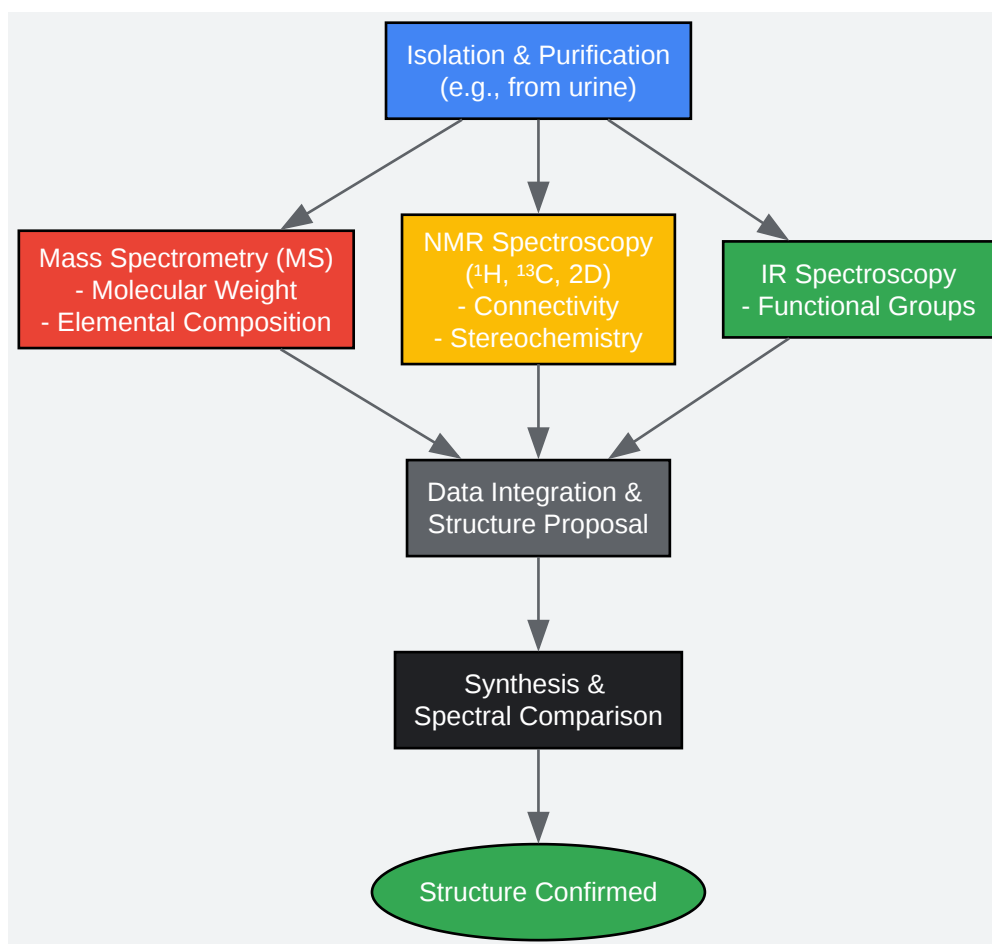 Isolation & Purification
(e.g., from urine)
Mass Spectrometry (MS)
- Molecular Weight
- Elemental Composition
NMR Spectroscopy
(¹H, ¹³C, 2D)
- Connectivity
- Stereochemistry
IR Spectroscopy
- Functional Groups
Data Integration &
Structure Proposal
Synthesis &
Spectral Comparison
Structure Confirmed